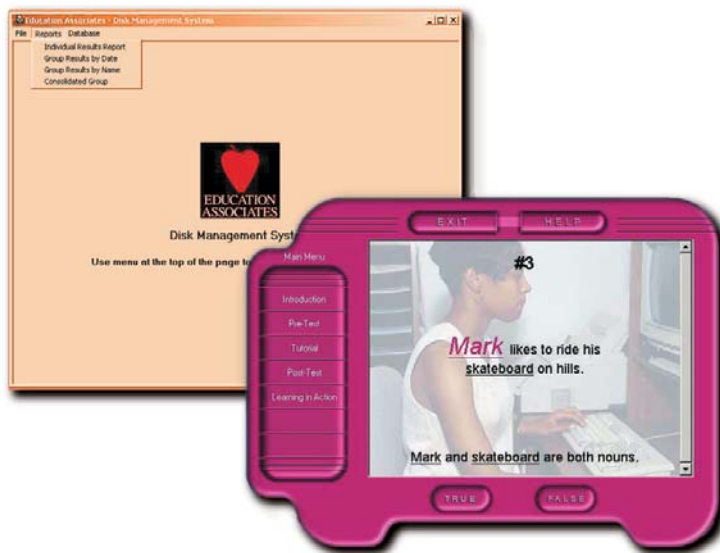 Education Associates - Disk Management System
File Reports Database
Individual Results Report
Group Results by Date
Group Results by Name
Consolidated Group
EDUCATION
ASSOCIATES
Disk Management Syst
Use menu at the top of the page to
EXIT
HELP
Main Menu
Introduction
Pre-Test
Tutorial
Post-Test
Learning in Action
#3
Mark likes to ride his
skateboard on hills.
Mark and skateboard are both nouns.
TRUE
FALSE